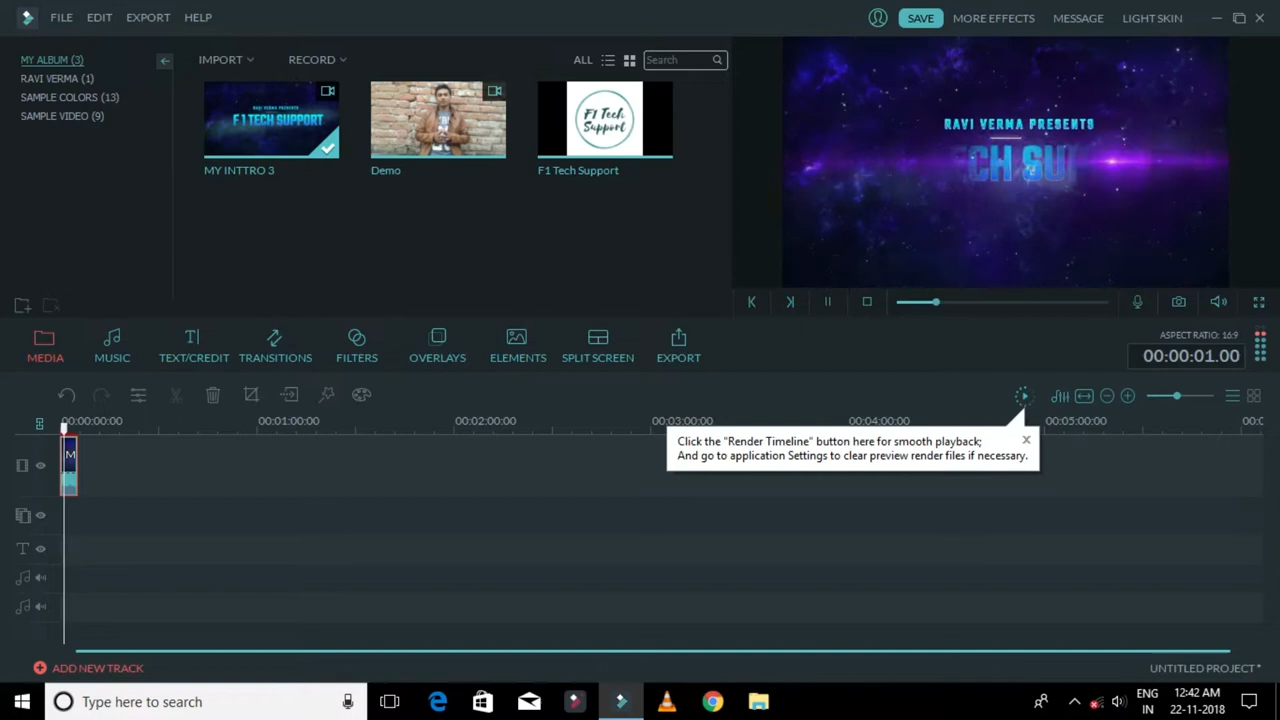 FILE EDIT EXPORT HELP SAVE MORE EFFECTS MESSAGE LIGHT SKIN
MY ALBUM (3)
RAVI VERMA (1)
SAMPLE COLORS (13)
SAMPLE VIDEO (9)
IMPORT RECORD ALL Search
RAVI VERMA PRESENTS
F1 TECH SUPPORT
F1 Tech
Support
MY INTTRO 3 Demo F1 Tech Support
RAVI VERMA PRESENTS
TECH SU
MEDIA MUSIC TEXT/CREDIT TRANSITIONS FILTERS OVERLAYS ELEMENTS SPLIT SCREEN EXPORT
ASPECT RATIO: 16:9
00:00:01.00
00:00:00:00 00:01:00:00 00:02:00:00 00:03:00:00 00:04:00:00 00:05:00:00 00:0
Click the "Render Timeline" button here for smooth playback; x
And go to application Settings to clear preview render files if necessary.
M
T
ADD NEW TRACK UNTITLED PROJECT *
Type here to search
ENG 12:42 AM
IN 22-11-2018